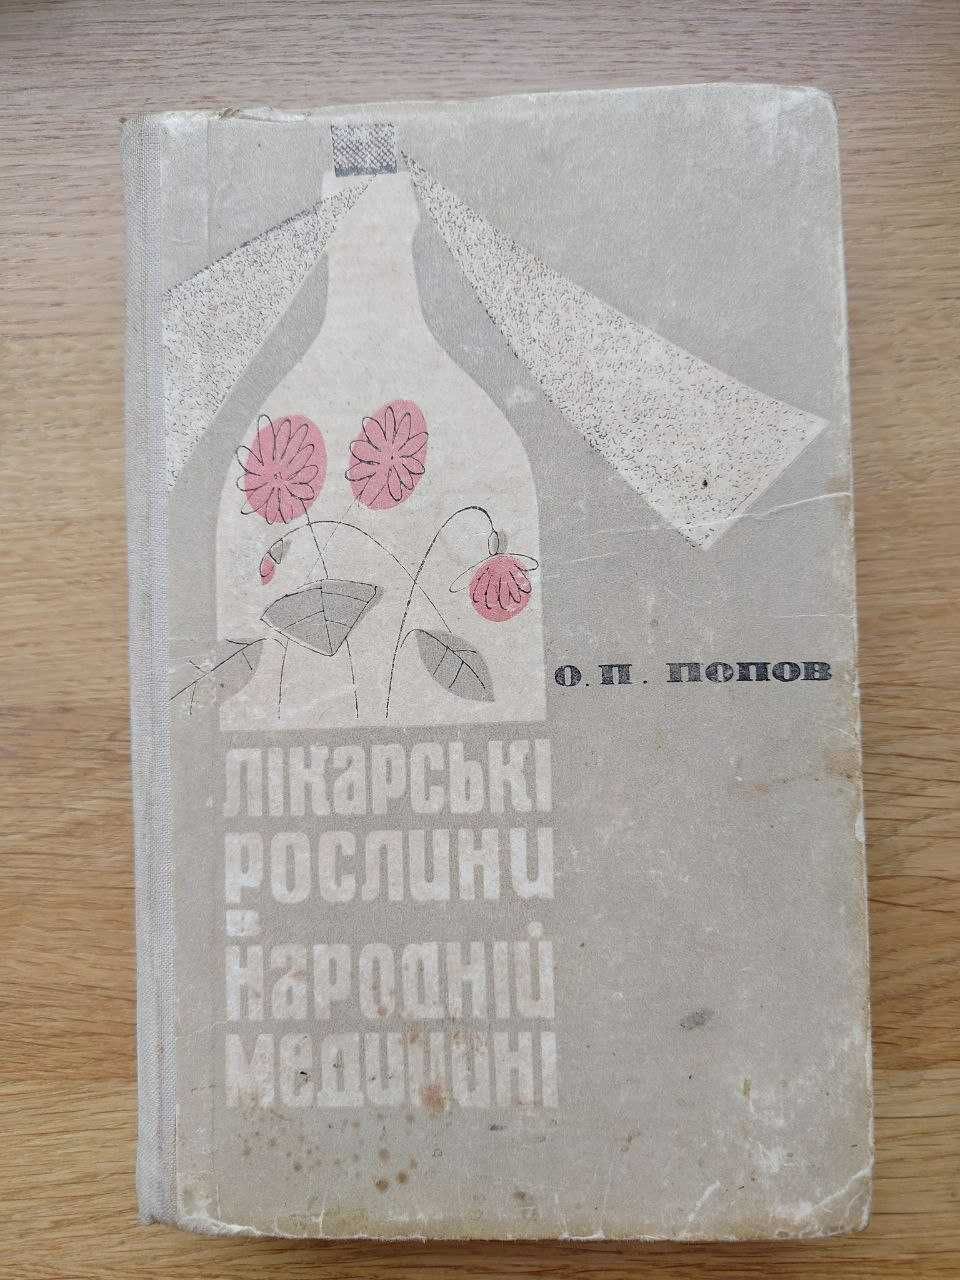 О. П. ПОПОВ
ЛІКАРСЬКІ
РОСЛИНИ
В
НАРОДНІЙ
МЕДИЦИНІ